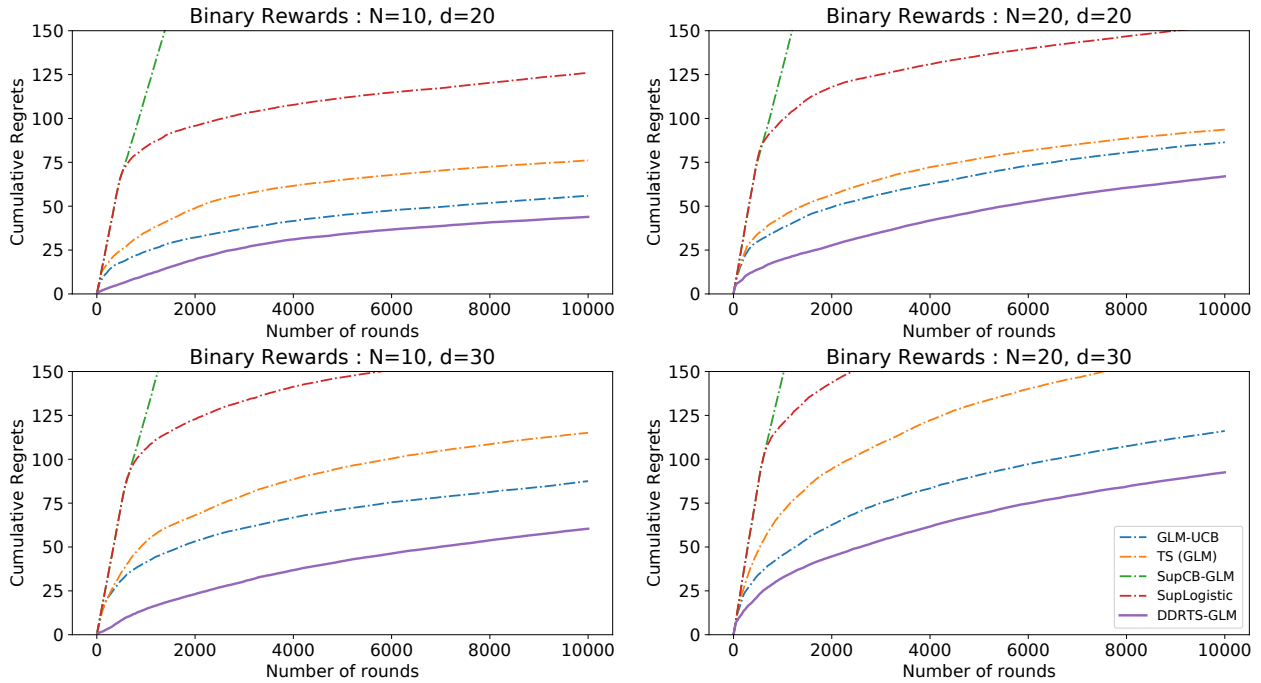 Binary Rewards : N=10, d=20
150
125
100
75
50
25
0
Cumulative Regrets
0 2000 4000 6000 8000 10000
Number of rounds
Binary Rewards : N=20, d=20
150
125
100
75
50
25
0
Cumulative Regrets
0 2000 4000 6000 8000 10000
Number of rounds
Binary Rewards : N=10, d=30
150
125
100
75
50
25
0
Cumulative Regrets
0 2000 4000 6000 8000 10000
Number of rounds
Binary Rewards : N=20, d=30
150
125
100
75
50
25
0
Cumulative Regrets
GLM-UCB
TS (GLM)
SupCB-GLM
SupLogistic
DDRTS-GLM
0 2000 4000 6000 8000 10000
Number of rounds